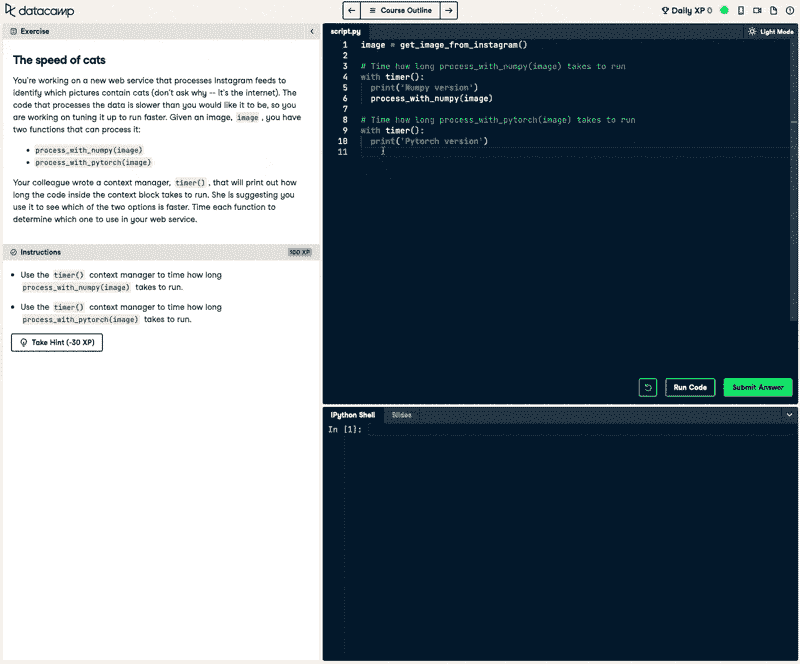 datacamp
Course Outline
Daily XP 0
Exercise
The speed of cats
You're working on a new web service that processes Instagram feeds to
identify which pictures contain cats (don't ask why -- it's the internet). The
code that processes the data is slower than you would like it to be, so you
are working on tuning it up to run faster. Given an image, image , you have
two functions that can process it:
process_with_numpy(image)
process_with_pytorch(image)
Your colleague wrote a context manager, timer() , that will print out how
long the code inside the context block takes to run. She is suggesting you
use it to see which of the two options is faster. Time each function to
determine which one to use in your web service.
Instructions
100 XP
Use the timer() context manager to time how long
process_with_numpy(image) takes to run.
Use the timer() context manager to time how long
process_with_pytorch(image) takes to run.
Take Hint (-30 XP)
script.py
Light Mode
1 image = get_image_from_instagram()
2
3 # Time how long process_with_numpy(image) takes to run
4 with timer():
5 print('Numpy version')
6 process_with_numpy(image)
7
8 # Time how long process_with_pytorch(image) takes to run
9 with timer():
10 print('Pytorch version')
11
Run Code
Submit Answer
IPython Shell
Slides
In [1]: